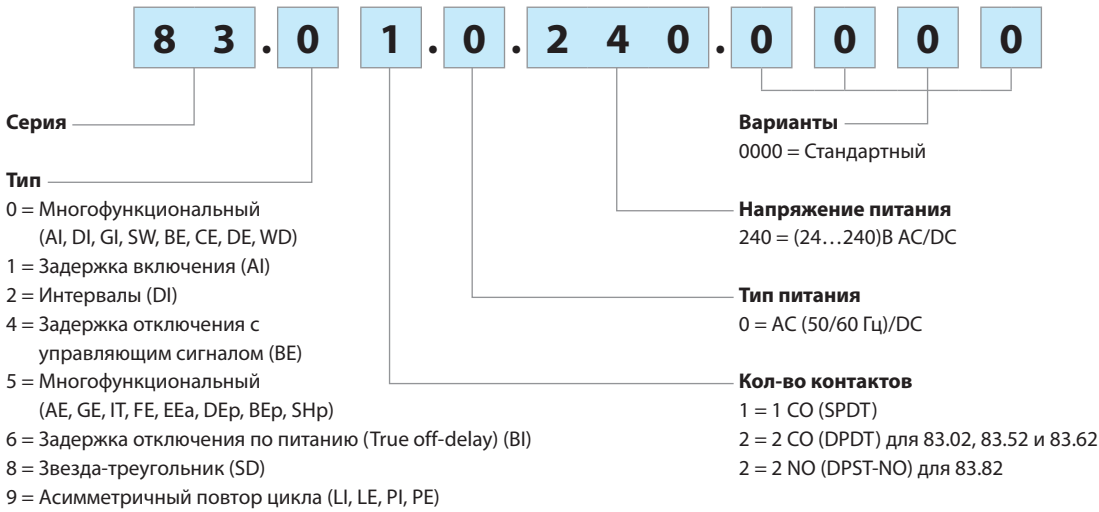 8 3 . 0 1 . 0 . 2 4 0 . 0 0 0 0
Серия
Тип
0 = Многофункциональный
(AI, DI, GI, SW, BE, CE, DE, WD)
1 = Задержка включения (AI)
2 = Интервалы (DI)
4 = Задержка отключения с
управляющим сигналом (BE)
5 = Многофункциональный
(AE, GE, IT, FE, EEa, DEp, BEp, SHp)
6 = Задержка отключения по питанию (True off-delay) (BI)
8 = Звезда-треугольник (SD)
9 = Асимметричный повтор цикла (LI, LE, PI, PE)
Варианты
0000 = Стандартный
Напряжение питания
240 = (24…240)В AC/DC
Тип питания
0 = AC (50/60 Гц)/DC
Кол-во контактов
1 = 1 CO (SPDT)
2 = 2 CO (DPDT) для 83.02, 83.52 и 83.62
2 = 2 NO (DPST-NO) для 83.82